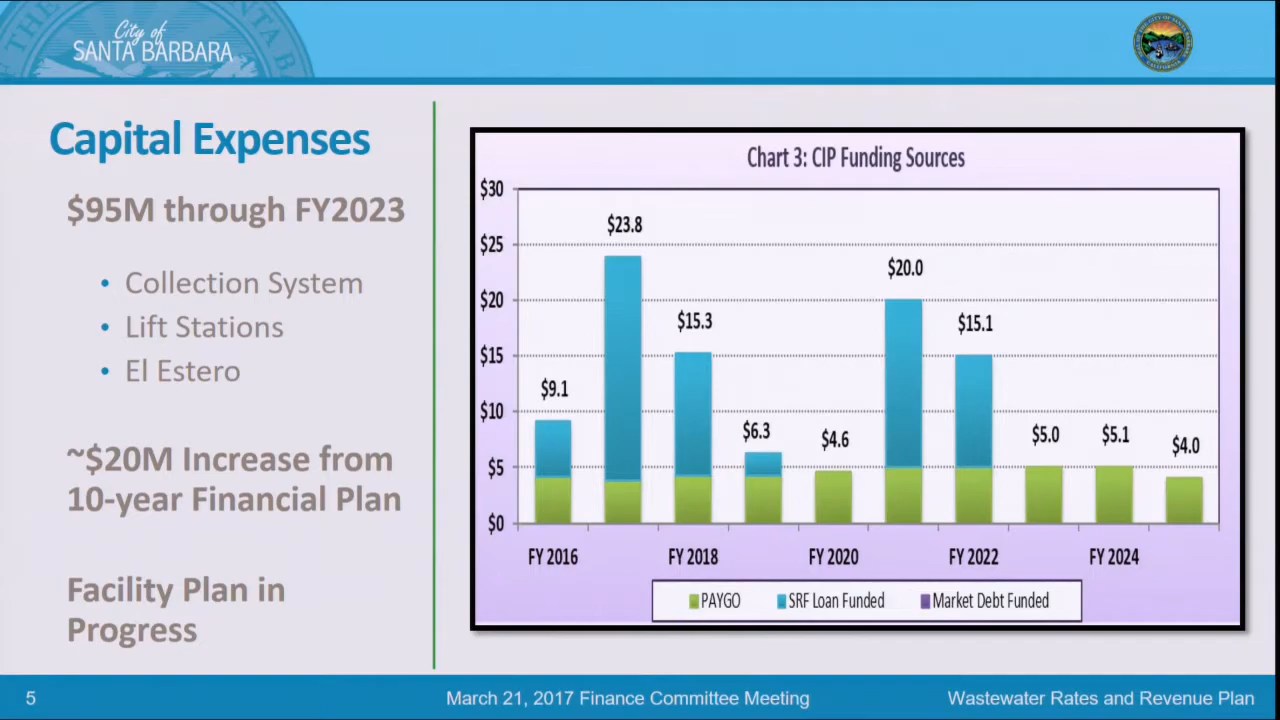 City of
SANTA BARBARA
Capital Expenses
$95M through FY2023
• Collection System
• Lift Stations
• El Estero
~$20M Increase from
10-year Financial Plan
Facility Plan in
Progress
Chart 3: CIP Funding Sources
$30
$25
$20
$15
$10
$5
$0
$9.1
$23.8
$15.3
$6.3
$4.6
$20.0
$15.1
$5.0
$5.1
$4.0
FY 2016
FY 2018
FY 2020
FY 2022
FY 2024
PAYGO
SRF Loan Funded
Market Debt Funded
5
March 21, 2017 Finance Committee Meeting
Wastewater Rates and Revenue Plan